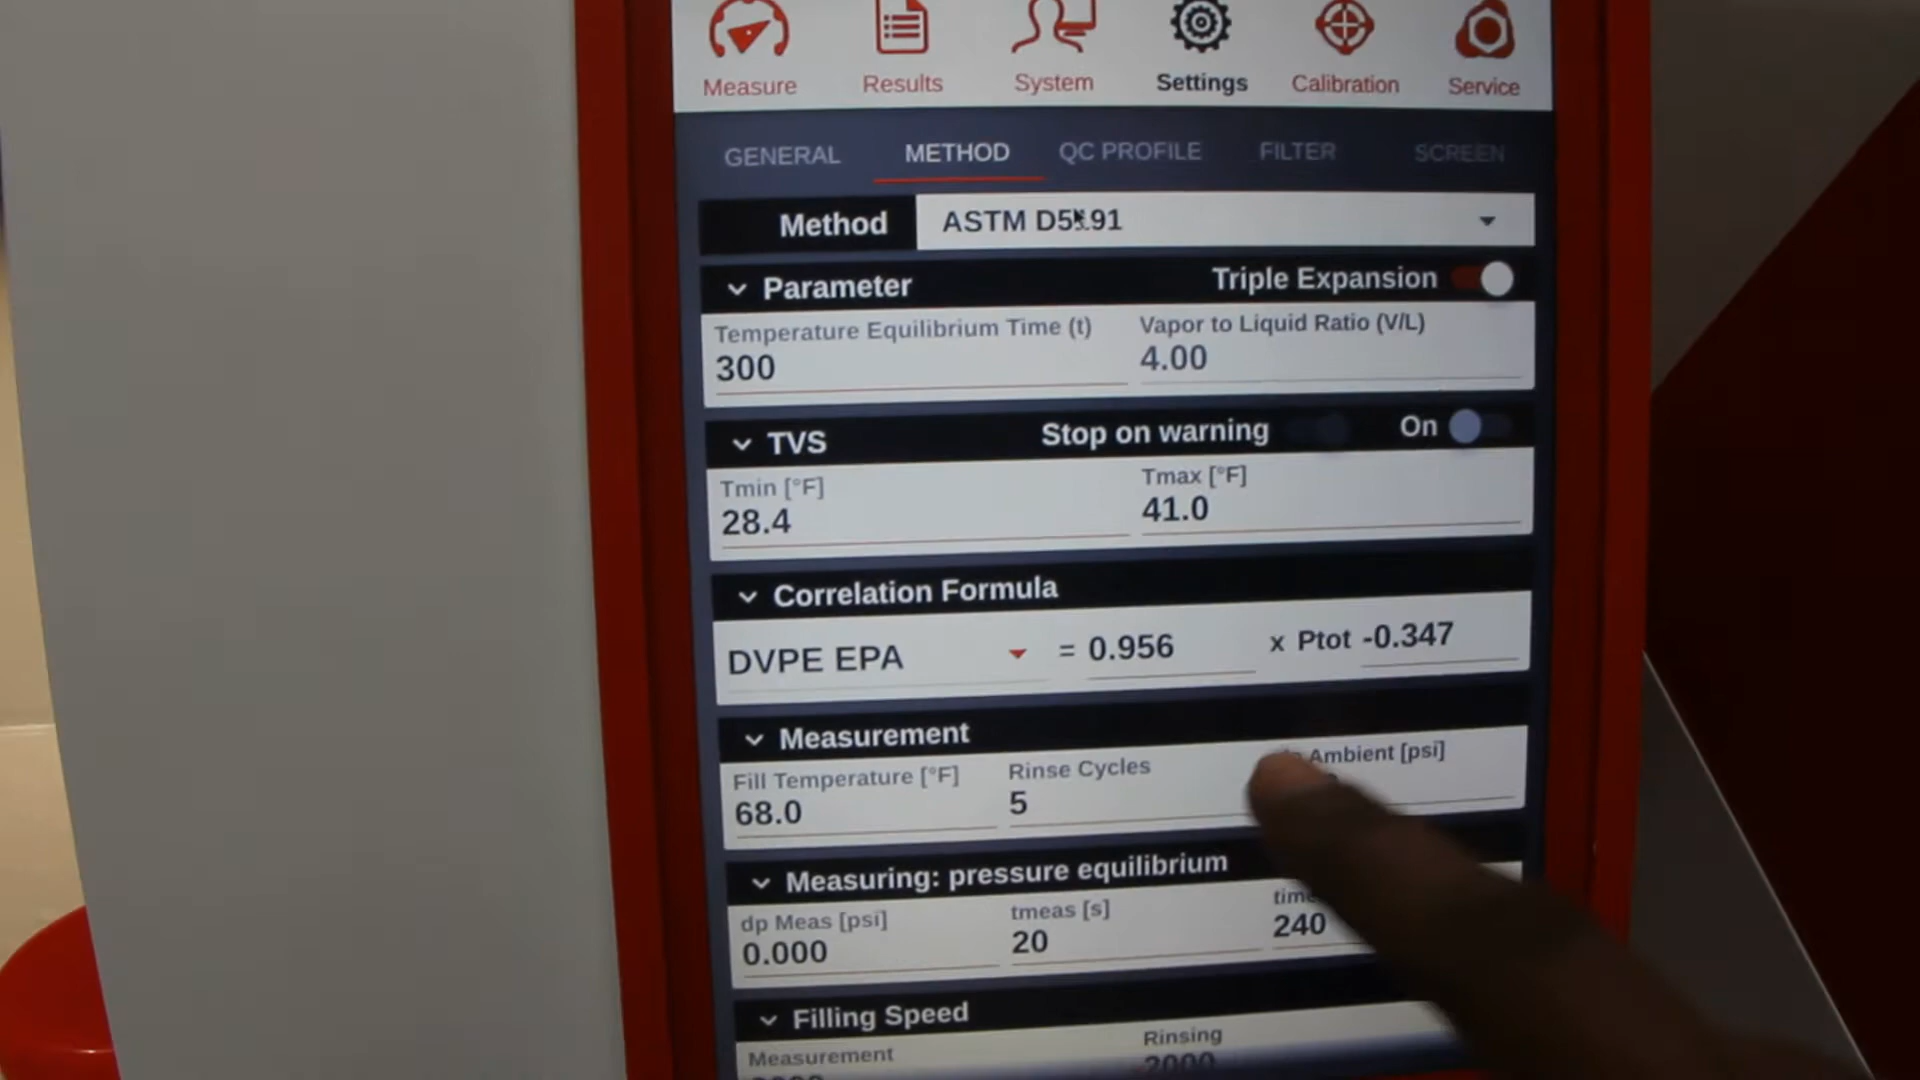 Measure Results System Settings Calibration Service
GENERAL METHOD QC PROFILE FILTER SCREEN
Method ASTM D5191
Parameter Triple Expansion
Temperature Equilibrium Time (t) Vapor to Liquid Ratio (V/L)
300 4.00
TVS Stop on warning On
Tmin [°F] Tmax [°F]
28.4 41.0
Correlation Formula
DVPE EPA = 0.956 x Ptot -0.347
Measurement
Fill Temperature [°F] Rinse Cycles Ambient [psi]
68.0 5
Measuring: pressure equilibrium
dp Meas [psi] tmeas [s]
0.000 20 240
Filling Speed
Measurement Rinsing
2000